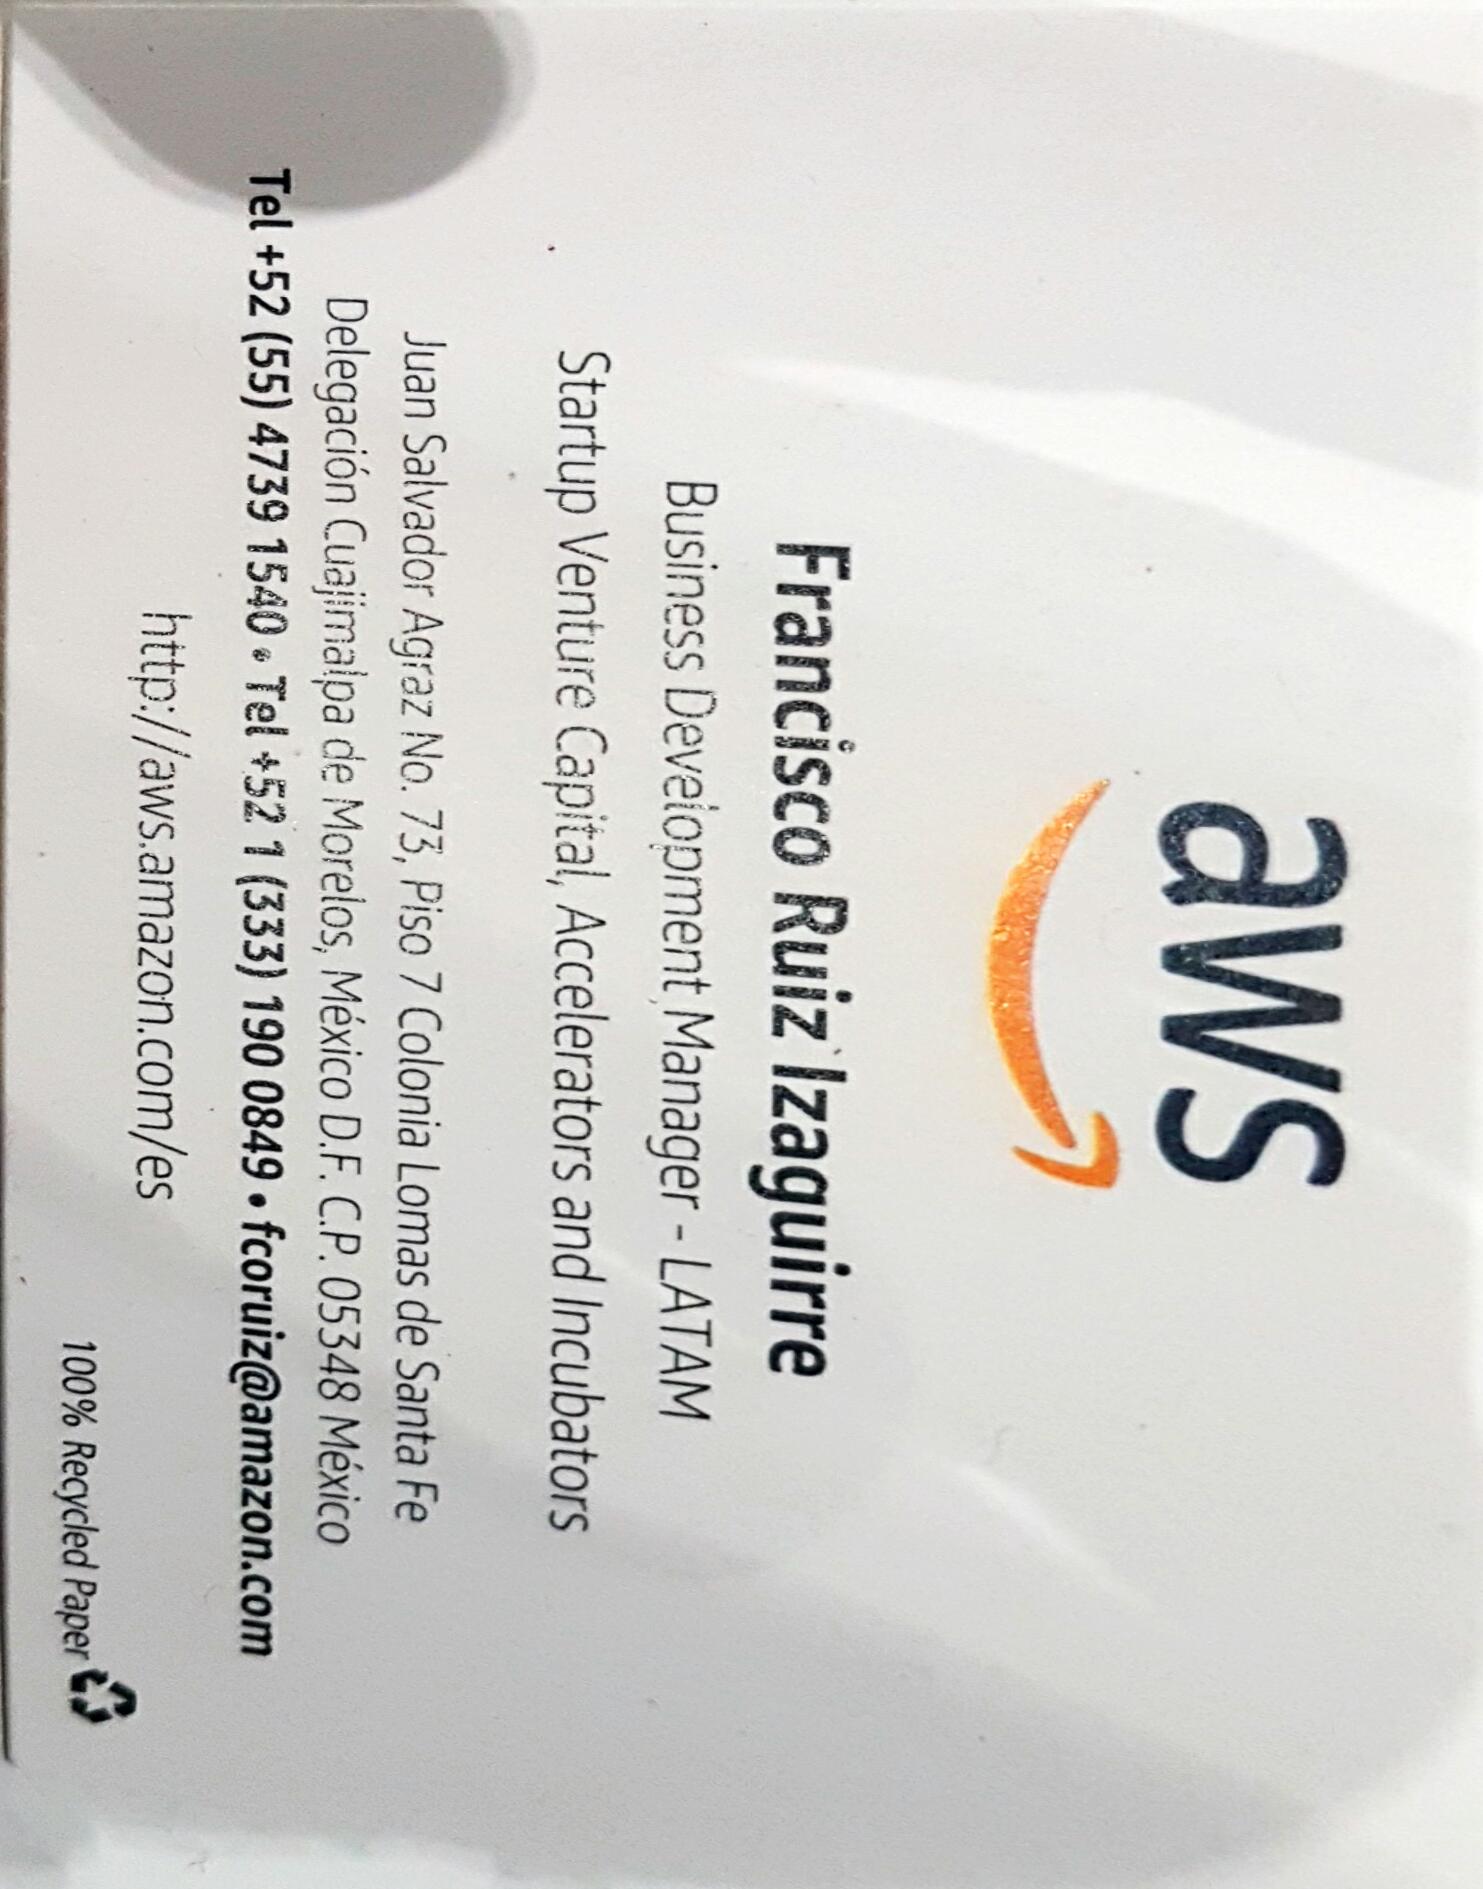 aws
Francisco Ruiz Izaguirre
Business Development Manager - LATAM
Startup Venture Capital, Accelerators and Incubators
Juan Salvador Agraz No. 73, Piso 7 Colonia Lomas de Santa Fe
Delegación Cuajimalpa de Morelos, México D.F. C.P. 05348 México
Tel +52 (55) 4739 1540 • Tel +52 1 (333) 190 0849 • fcoruiz@amazon.com
http://aws.amazon.com/es
100% Recycled Paper